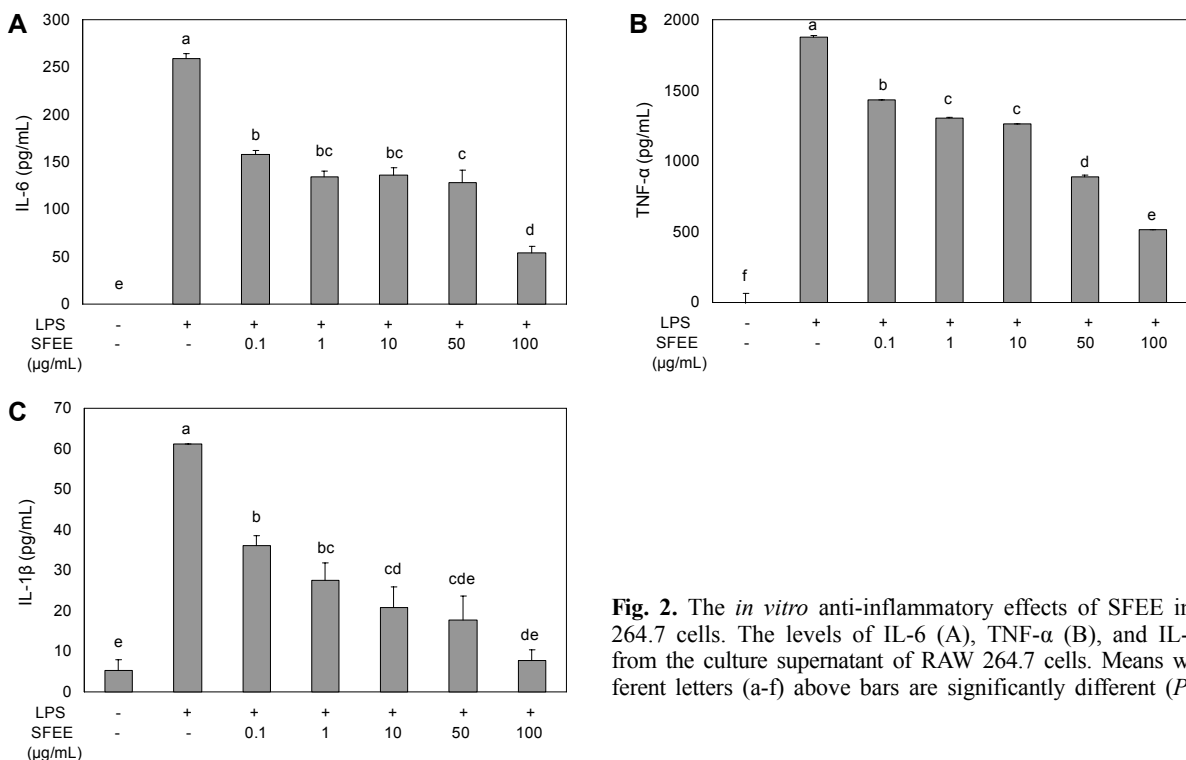 A
300
250
200
150
100
50
0
IL-6 (pg/mL)
a
b
bc
bc
c
d
e
LPS - + + + + + +
SFEE - - 0.1 1 10 50 100
(µg/mL)
B
2000
1500
1000
500
0
TNF-α (pg/mL)
a
b
c
c
d
e
f
LPS - + + + + + +
SFEE - - 0.1 1 10 50 100
(µg/mL)
C
70
60
50
40
30
20
10
0
IL-1β (pg/mL)
a
b
bc
cd
cde
de
e
LPS - + + + + + +
SFEE - - 0.1 1 10 50 100
(µg/mL)
Fig. 2. The in vitro anti-inflammatory effects of SFEE in
264.7 cells. The levels of IL-6 (A), TNF-α (B), and IL-
from the culture supernatant of RAW 264.7 cells. Means w
ferent letters (a-f) above bars are significantly different (P